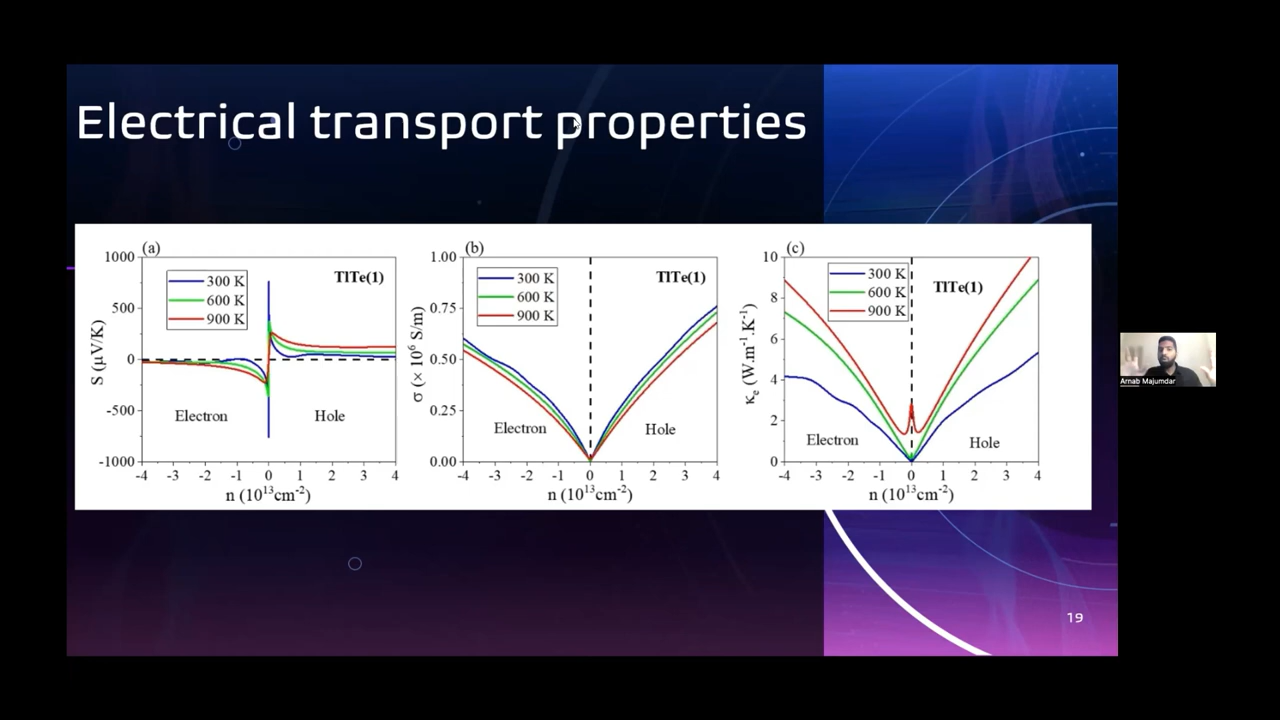 Electrical transport properties
(a)
1000
500
0
-500
-1000
S (μV/K)
300 K
600 K
900 K
TlTe(1)
Electron
Hole
-4 -3 -2 -1 0 1 2 3 4
n (10¹³cm⁻²)
(b)
1.00
0.75
0.50
0.25
0.00
σ (× 10⁶ S/m)
300 K
600 K
900 K
TlTe(1)
Electron
Hole
-4 -3 -2 -1 0 1 2 3 4
n (10¹³cm⁻²)
(c)
10
8
6
4
2
0
κₑ (W.m⁻¹.K⁻¹)
300 K
600 K
900 K
TlTe(1)
Electron
Hole
-4 -3 -2 -1 0 1 2 3 4
n (10¹³cm⁻²)
19
Arnab Majumdar